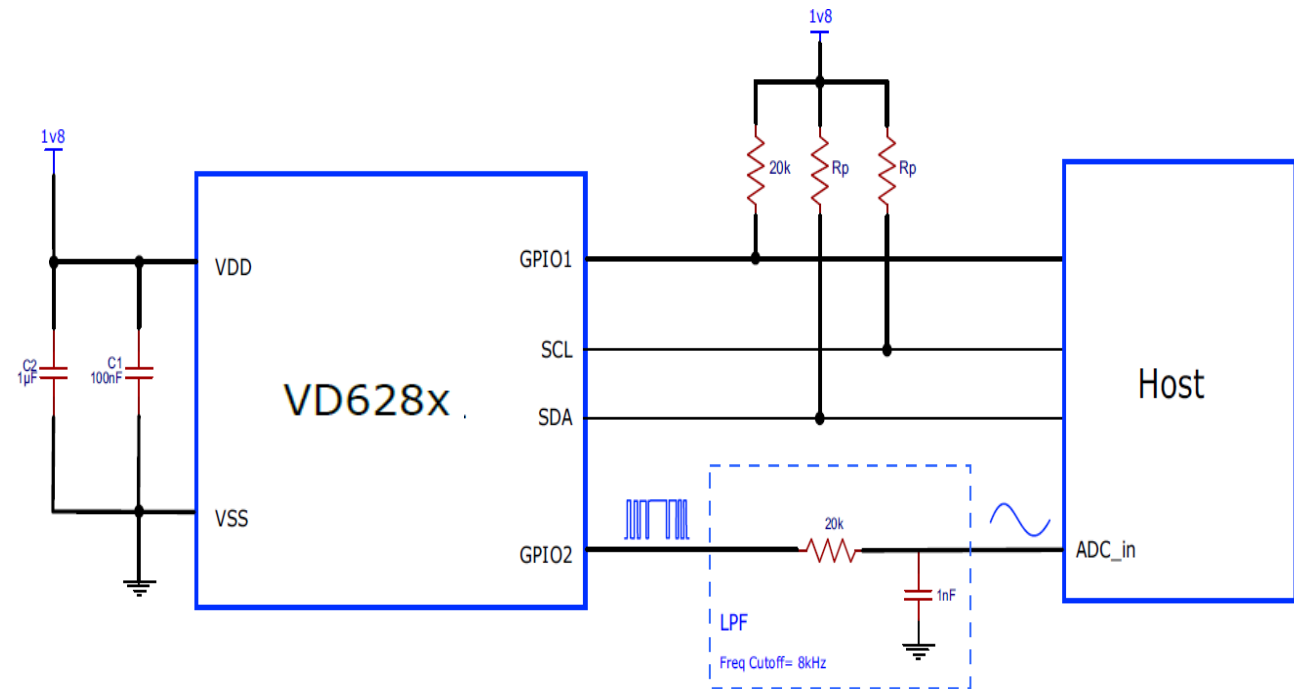 1v8
1v8
20k
Rp
Rp
VDD
GPIO1
C2
1µF
C1
100nF
SCL
VD628x .
Host
SDA
VSS
20k
GPIO2
ADC_in
1nF
LPF
Freq Cutoff= 8kHz